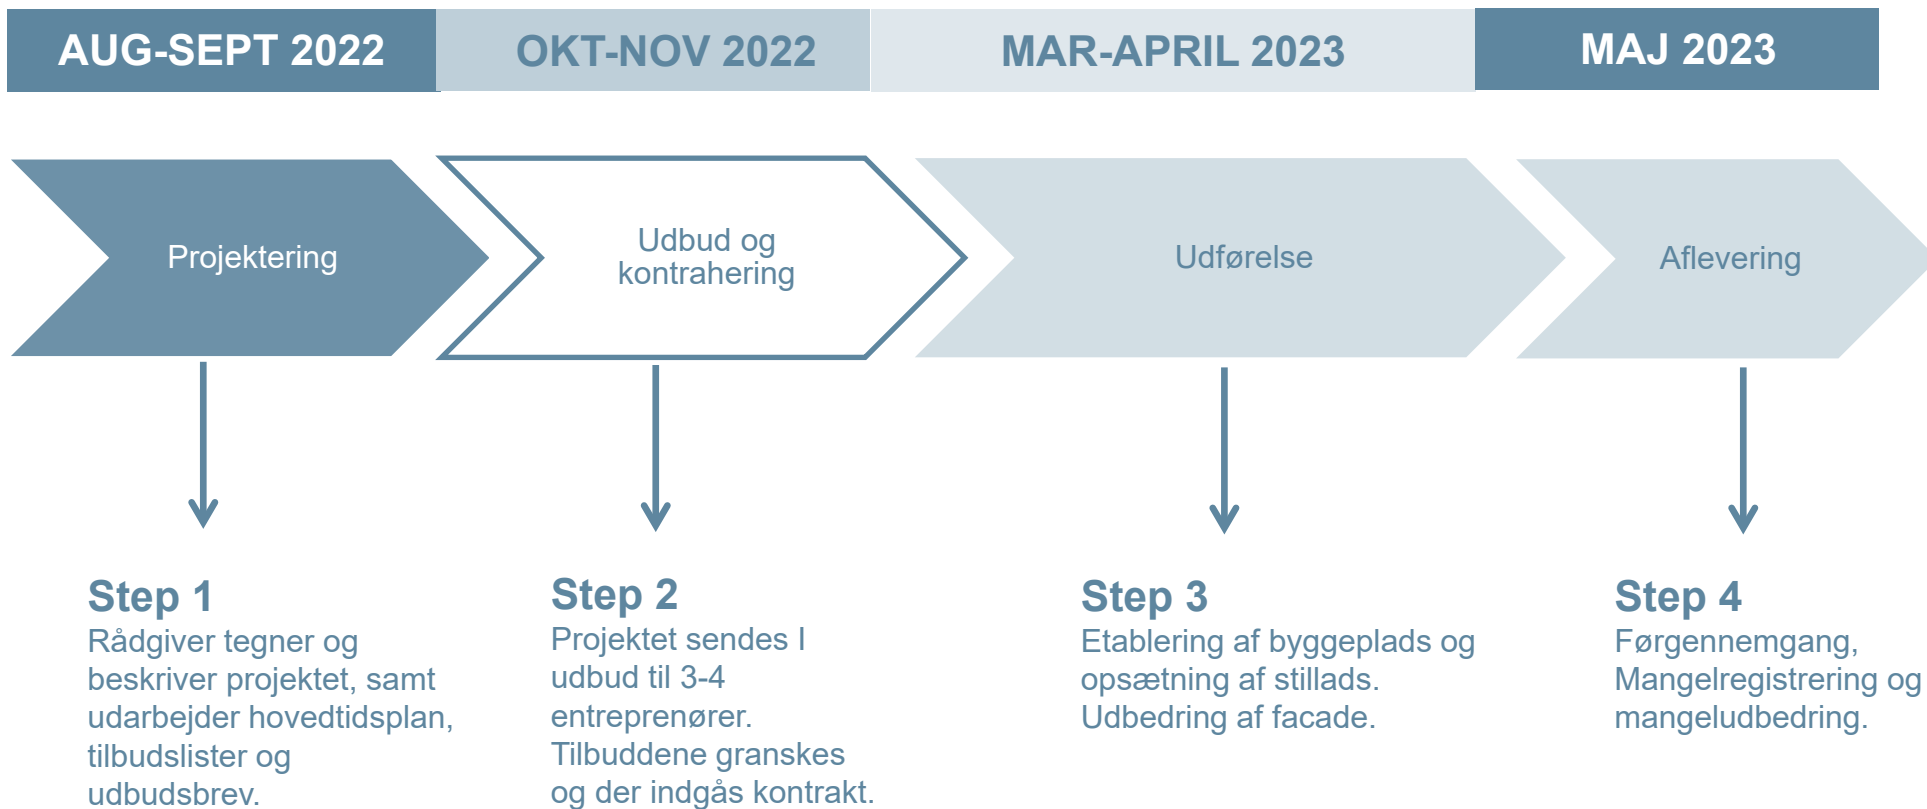 AUG-SEPT 2022
OKT-NOV 2022
MAR-APRIL 2023
MAJ 2023
Projektering
Udbud og
kontrahering
Udførelse
Aflevering
Step 1
Rådgiver tegner og
beskriver projektet, samt
udarbejder hovedtidsplan,
tilbudslister og
udbudsbrev.
Step 2
Projektet sendes I
udbud til 3-4
entreprenører.
Tilbuddene granskes
og der indgås kontrakt.
Step 3
Etablering af byggeplads og
opsætning af stillads.
Udbedring af facade.
Step 4
Førgennemgang,
Mangelregistrering og
mangeludbedring.